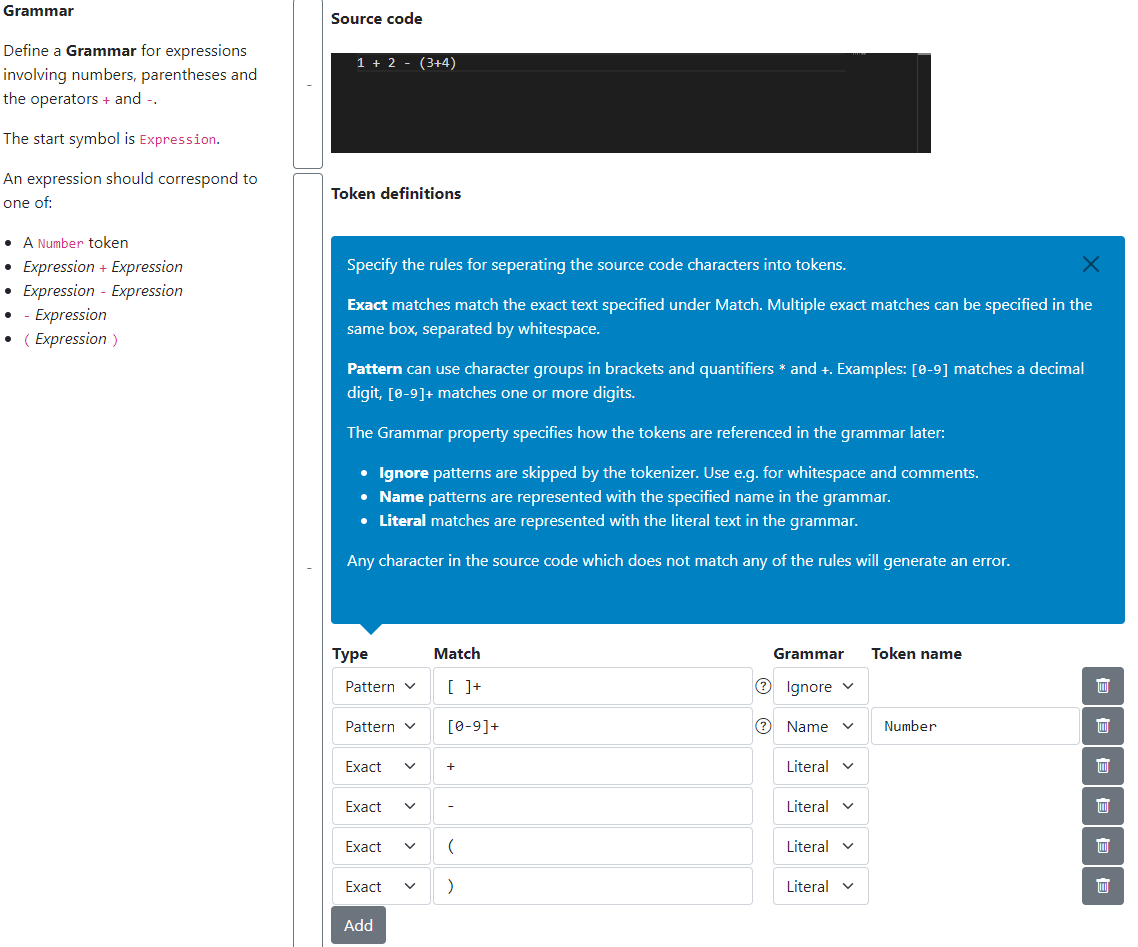 Grammar
Define a Grammar for expressions
involving numbers, parentheses and
the operators + and -.
The start symbol is Expression.
An expression should correspond to
one of:
A Number token
Expression + Expression
Expression - Expression
- Expression
( Expression )
-
Source code
1 + 2 - (3+4)
-
Token definitions
Specify the rules for seperating the source code characters into tokens.
Exact matches match the exact text specified under Match. Multiple exact matches can be specified in the
same box, separated by whitespace.
Pattern can use character groups in brackets and quantifiers * and +. Examples: [0-9] matches a decimal
digit, [0-9]+ matches one or more digits.
The Grammar property specifies how the tokens are referenced in the grammar later:
Ignore patterns are skipped by the tokenizer. Use e.g. for whitespace and comments.
Name patterns are represented with the specified name in the grammar.
Literal matches are represented with the literal text in the grammar.
Any character in the source code which does not match any of the rules will generate an error.
Type Match Grammar Token name
Pattern [ ]+ ? Ignore
Pattern [0-9]+ ? Name Number
Exact + Literal
Exact - Literal
Exact ( Literal
Exact ) Literal
Add